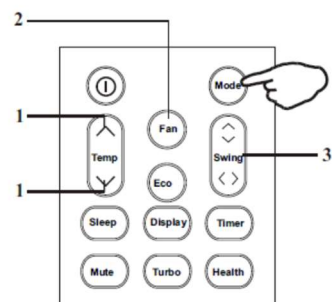 2
Mode
1
Fan
Temp
Swing
3
1
Eco
Sleep Display Timer
Mute Turbo Health